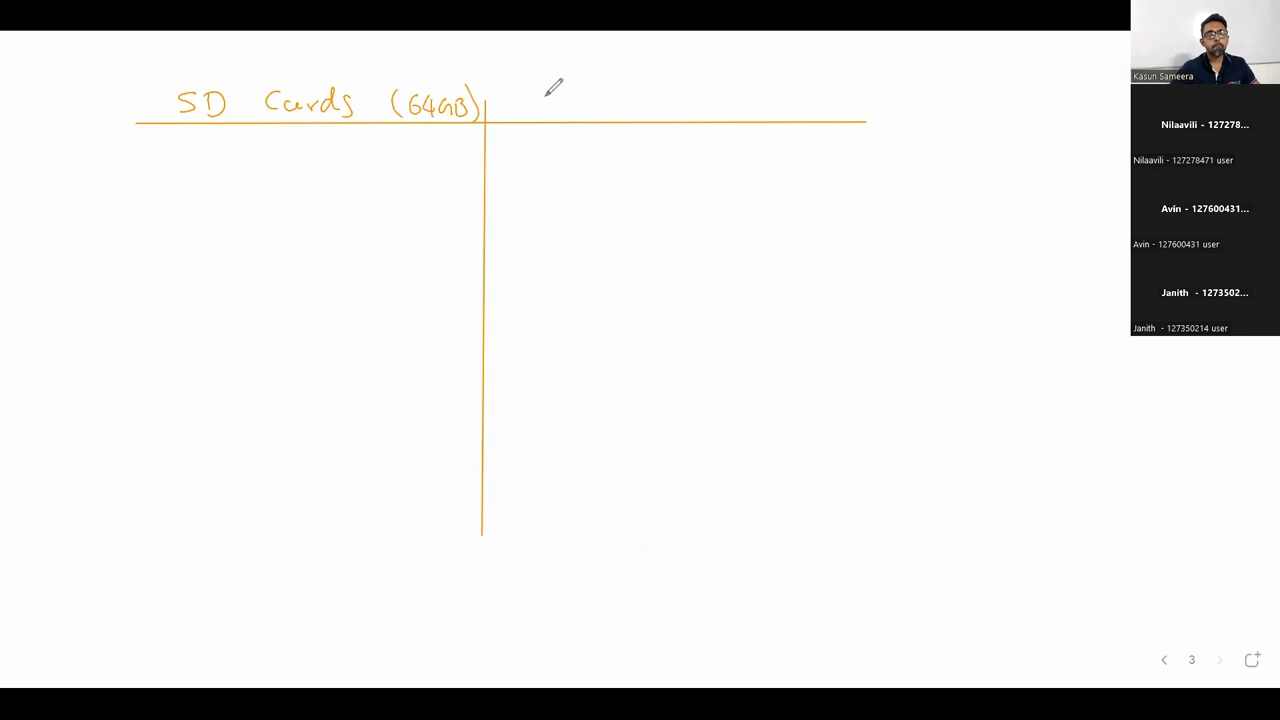 SD Cards (64GB)
Kasun Sameera
Nilaavili - 127278...
Nilaavili - 127278471 user
Avin - 127600431...
Avin - 127600431 user
Janith - 1273502...
Janith - 127350214 user
3